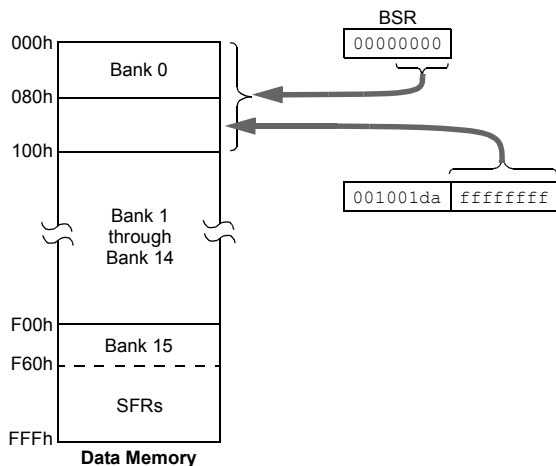 BSR
00000000
000h
Bank 0
080h
100h
001001da ffffffff
Bank 1
through
Bank 14
F00h
Bank 15
F60h
SFRs
FFFh
Data Memory